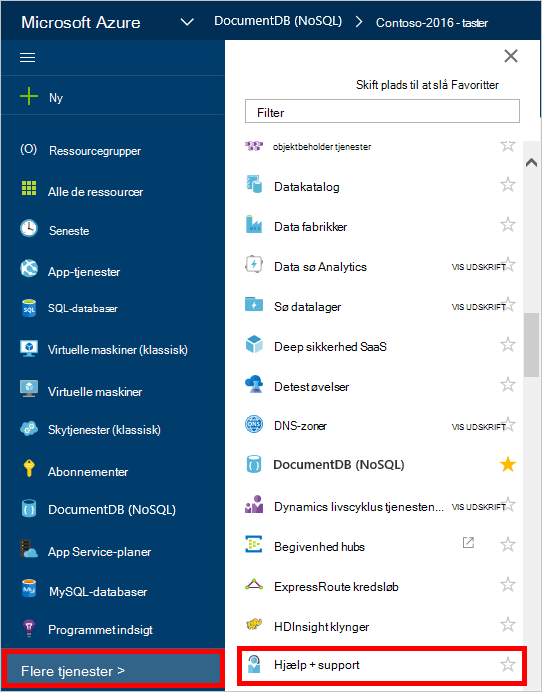 Microsoft Azure DocumentDB (NoSQL) > Contoso-2016 - taster
Ny
Ressourcegrupper
Alle de ressourcer
Seneste
App-tjenester
SQL-databaser
Virtuelle maskiner (klassisk)
Virtuelle maskiner
Skytjenester (klassisk)
Abonnementer
DocumentDB (NoSQL)
App Service-planer
MySQL-databaser
Programmet indsigt
Flere tjenester >
Skift plads til at slå Favoritter
Filter
objektbeholder tjenester
Datakatalog
Data fabrikker
Data sø Analytics VIS UDSKRIFT
Sø datalager VIS UDSKRIFT
Deep sikkerhed SaaS
Detest øvelser
DNS-zoner VIS UDSKRIFT
DocumentDB (NoSQL)
Dynamics livscyklus tjenesten... VIS UDSKRIFT
Begivenhed hubs
ExpressRoute kredsløb
HDInsight klynger
Hjælp + support